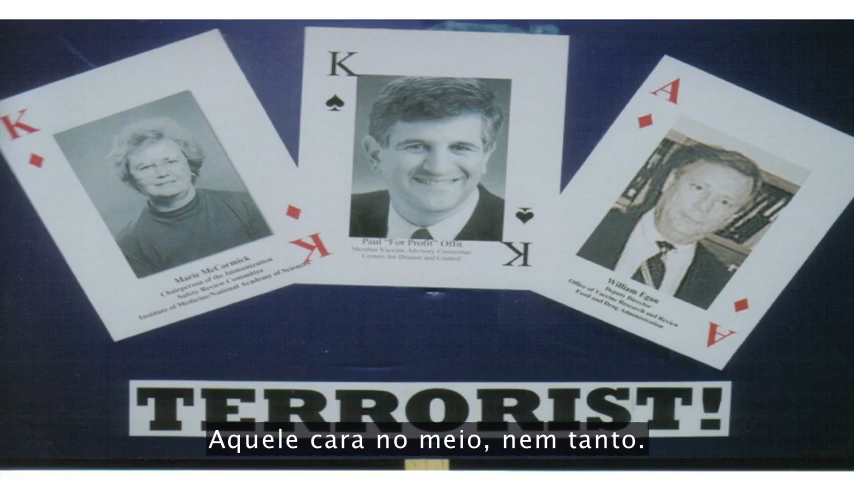 K
Marie McCormick
Chairperson of the Immunization
Safety Review Committee
Institute of Medicine/National Academy of Sciences
K
K
Paul "For Profit" Offit
Member Vaccine Advisory Committee
Centers for Disease and Control
K
A
William Egan
Deputy Director
Office of Vaccine Research and Review
Food and Drug Administration
A
TERRORIST!
Aquele cara no meio, nem tanto.